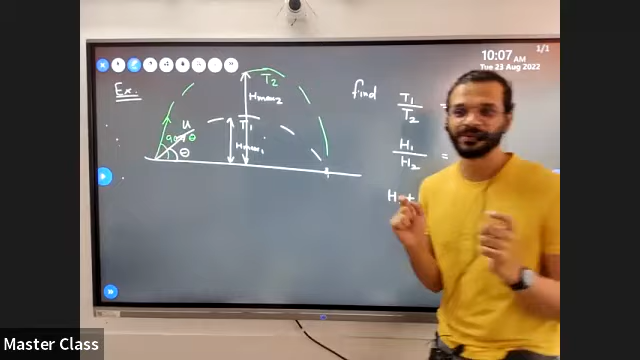 10:07 AM
Tue 23 Aug 2022
1/1
Ex:
T2
Hmax2
find
T1/T2 =
u
T1
90-θ
θ
Hmax1
H1/H2 =
H1 +
Master Class